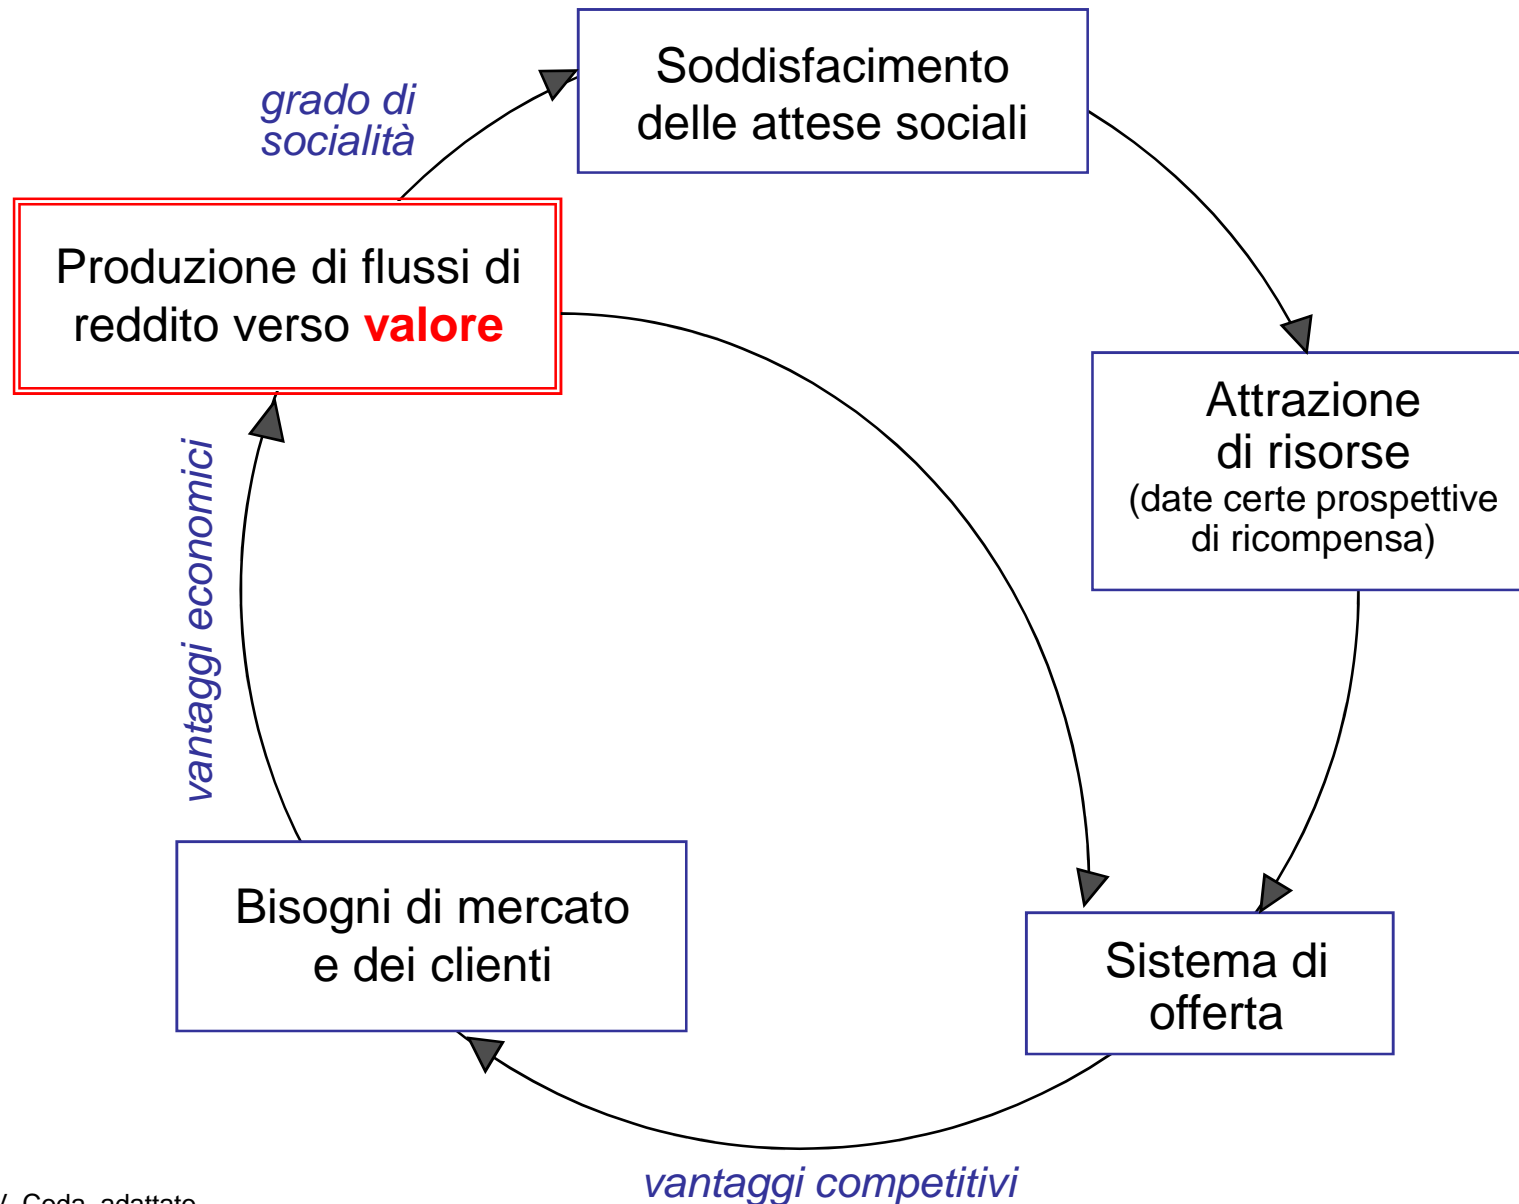 Soddisfacimento
delle attese sociali
grado di
socialità
Produzione di flussi di
reddito verso valore
Attrazione
di risorse
(date certe prospettive
di ricompensa)
vantaggi economici
Bisogni di mercato
e dei clienti
Sistema di
offerta
vantaggi competitivi
V. Coda, adattato